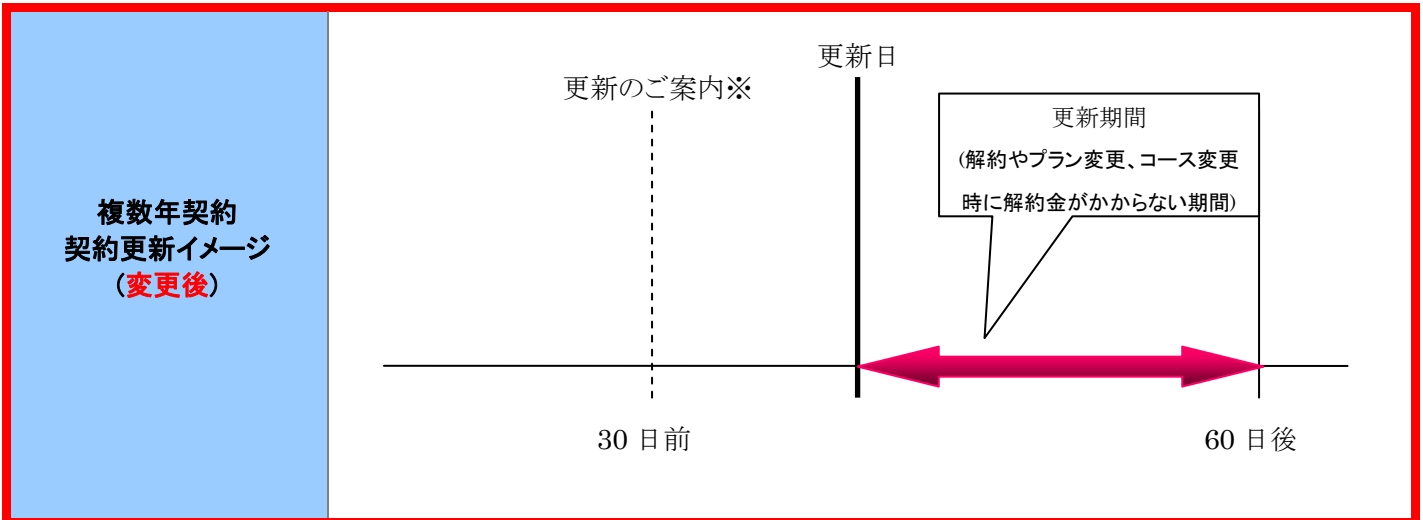 複数年契約
契約更新イメージ
(変更後)
更新のご案内※
更新日
更新期間
(解約やプラン変更、コース変更
時に解約金がかからない期間)
30 日前
60 日後